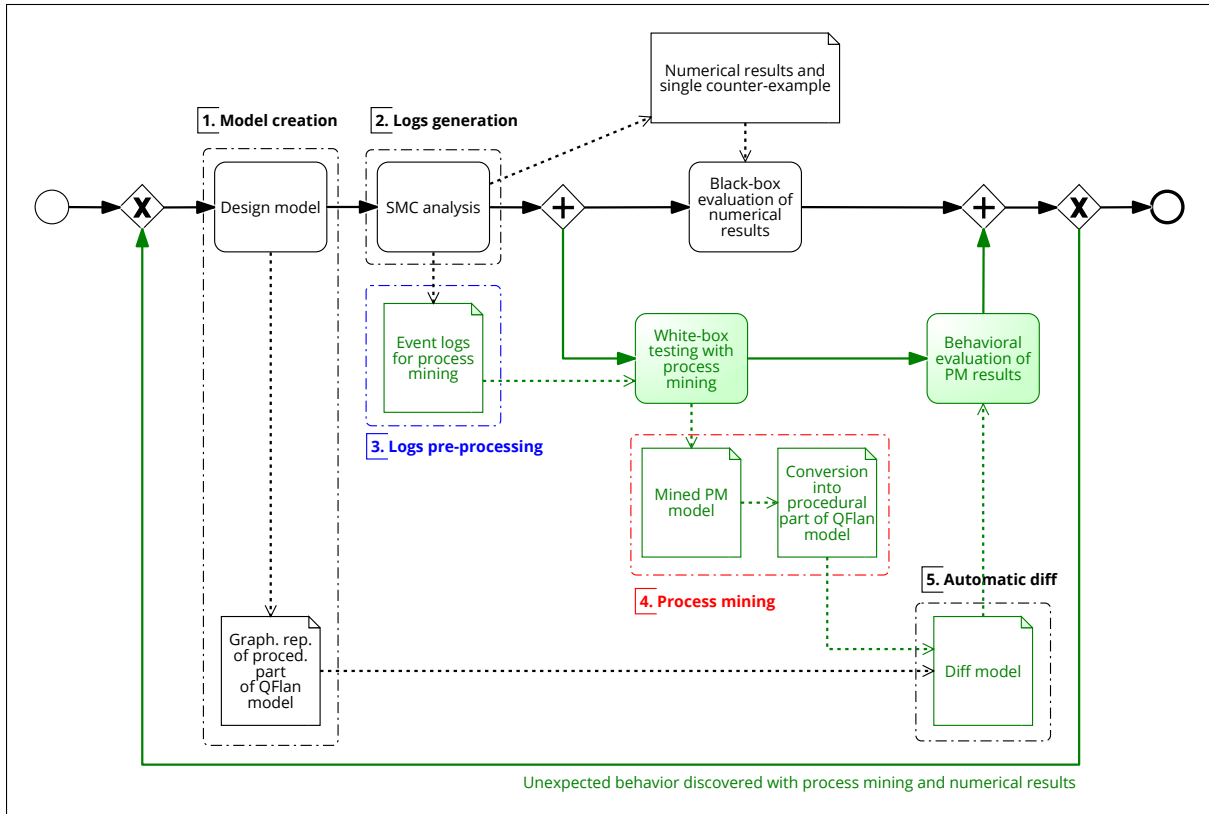 Numerical results and
single counter-example
1. Model creation
2. Logs generation
Design model
SMC analysis
Black-box
evaluation of
numerical
results
Event logs
for process
mining
3. Logs pre-processing
White-box
testing with
process
mining
Behavioral
evaluation of
PM results
Mined PM
model
Conversion
into
procedural
part of QFlan
model
4. Process mining
5. Automatic diff
Graph. rep.
of proced.
part
of QFlan
model
Diff model
Unexpected behavior discovered with process mining and numerical results